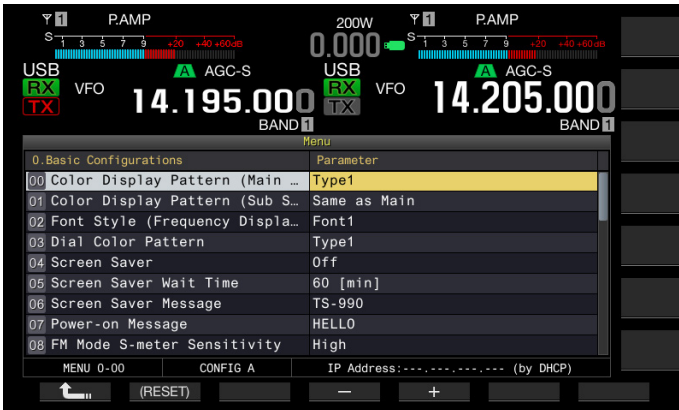 1 P.AMP 200W 1 P.AMP
S 1 3 5 7 9 +20 +40 +60dB 0.000 S 1 3 5 7 9 +20 +40 +60dB
USB A AGC-S USB A AGC-S
RX VFO 14.195.000 RX VFO 14.205.000
TX TX
BAND 1 BAND 1
Menu
0.Basic Configurations Parameter
00 Color Display Pattern (Main … Type1
01 Color Display Pattern (Sub S… Same as Main
02 Font Style (Frequency Displa… Font1
03 Dial Color Pattern Type1
04 Screen Saver Off
05 Screen Saver Wait Time 60 [min]
06 Screen Saver Message TS-990
07 Power-on Message HELLO
08 FM Mode S-meter Sensitivity High
MENU 0-00 CONFIG A IP Address:---.---.---.--- (by DHCP)
(RESET) − +